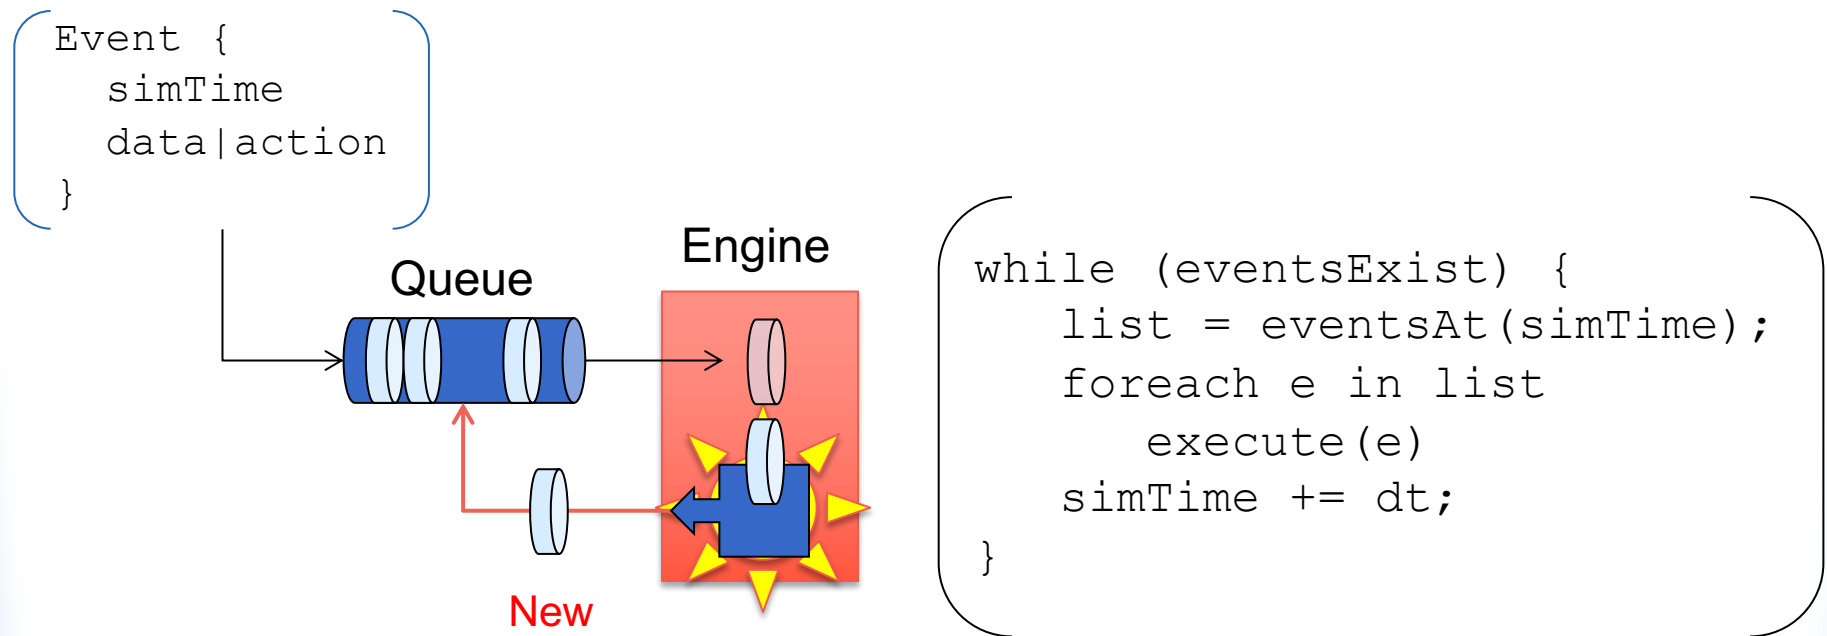 Event {
simTime
data|action
}
Queue
Engine
New
while (eventsExist) {
list = eventsAt(simTime);
foreach e in list
execute(e)
simTime += dt;
}